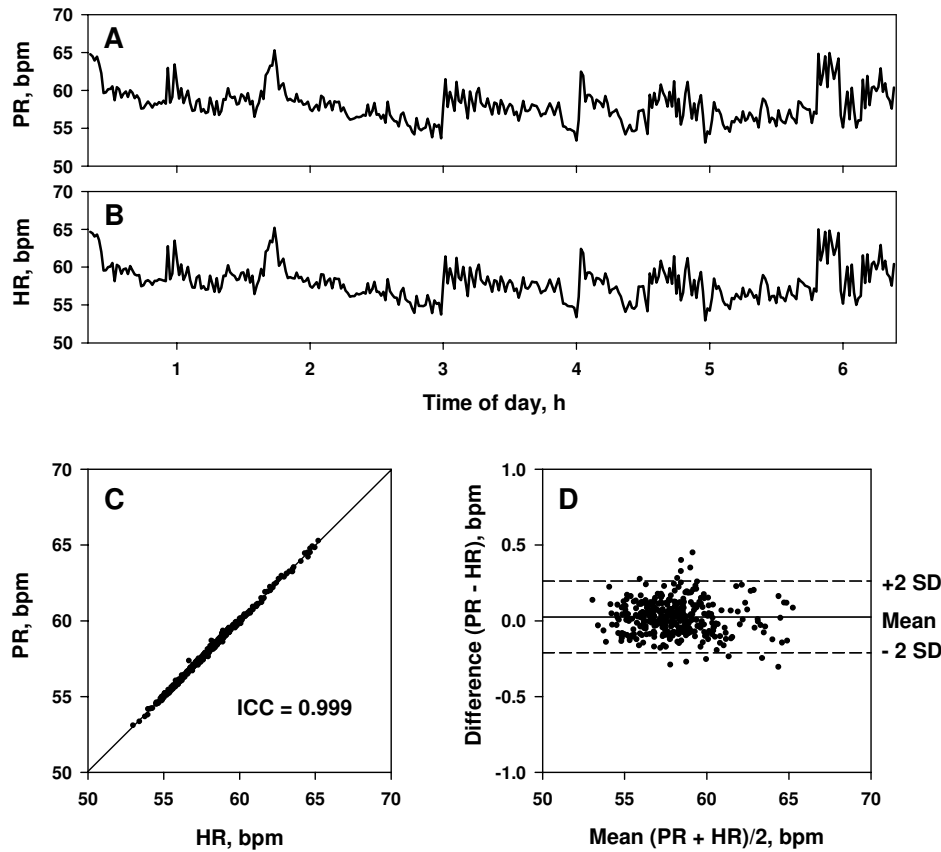 A
PR, bpm
70
65
60
55
50
B
HR, bpm
70
65
60
55
50
1 2 3 4 5 6
Time of day, h
C
PR, bpm
70
65
60
55
50
ICC = 0.999
50 55 60 65 70
HR, bpm
D
Difference (PR - HR), bpm
1.0
0.5
0.0
-0.5
-1.0
+2 SD
Mean
- 2 SD
50 55 60 65 70
Mean (PR + HR)/2, bpm